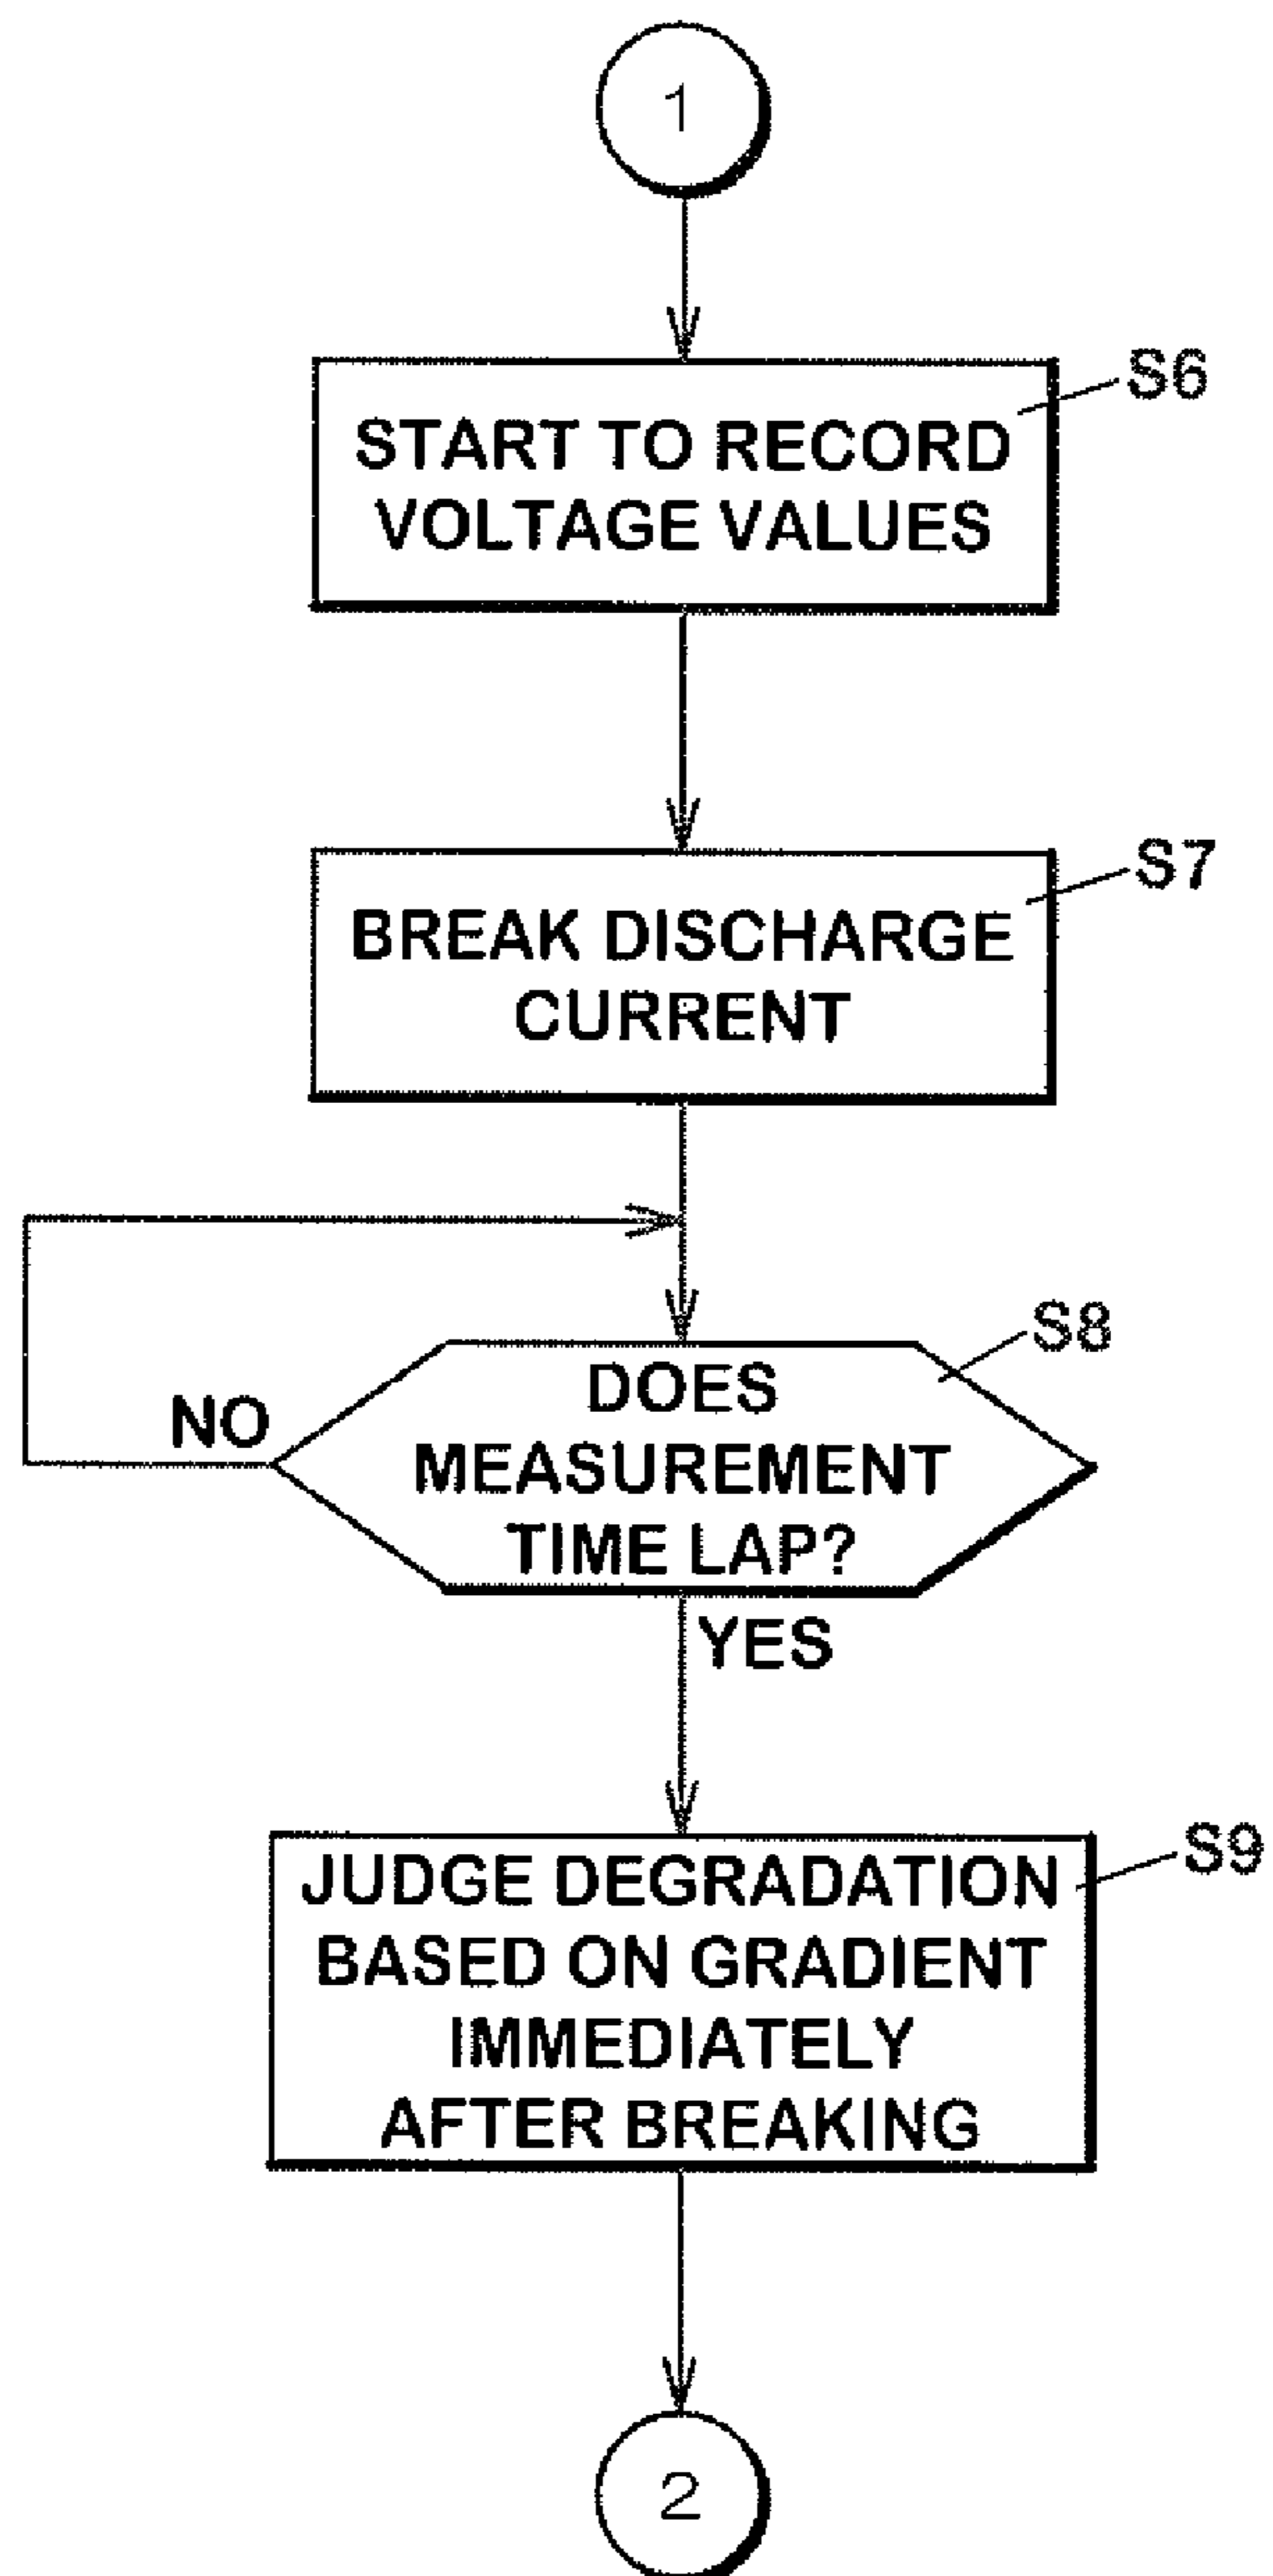 1
S6
START TO RECORD
VOLTAGE VALUES
S7
BREAK DISCHARGE
CURRENT
S8
DOES
NO
MEASUREMENT
TIME LAP?
YES
S9
JUDGE DEGRADATION
BASED ON GRADIENT
IMMEDIATELY
AFTER BREAKING
2